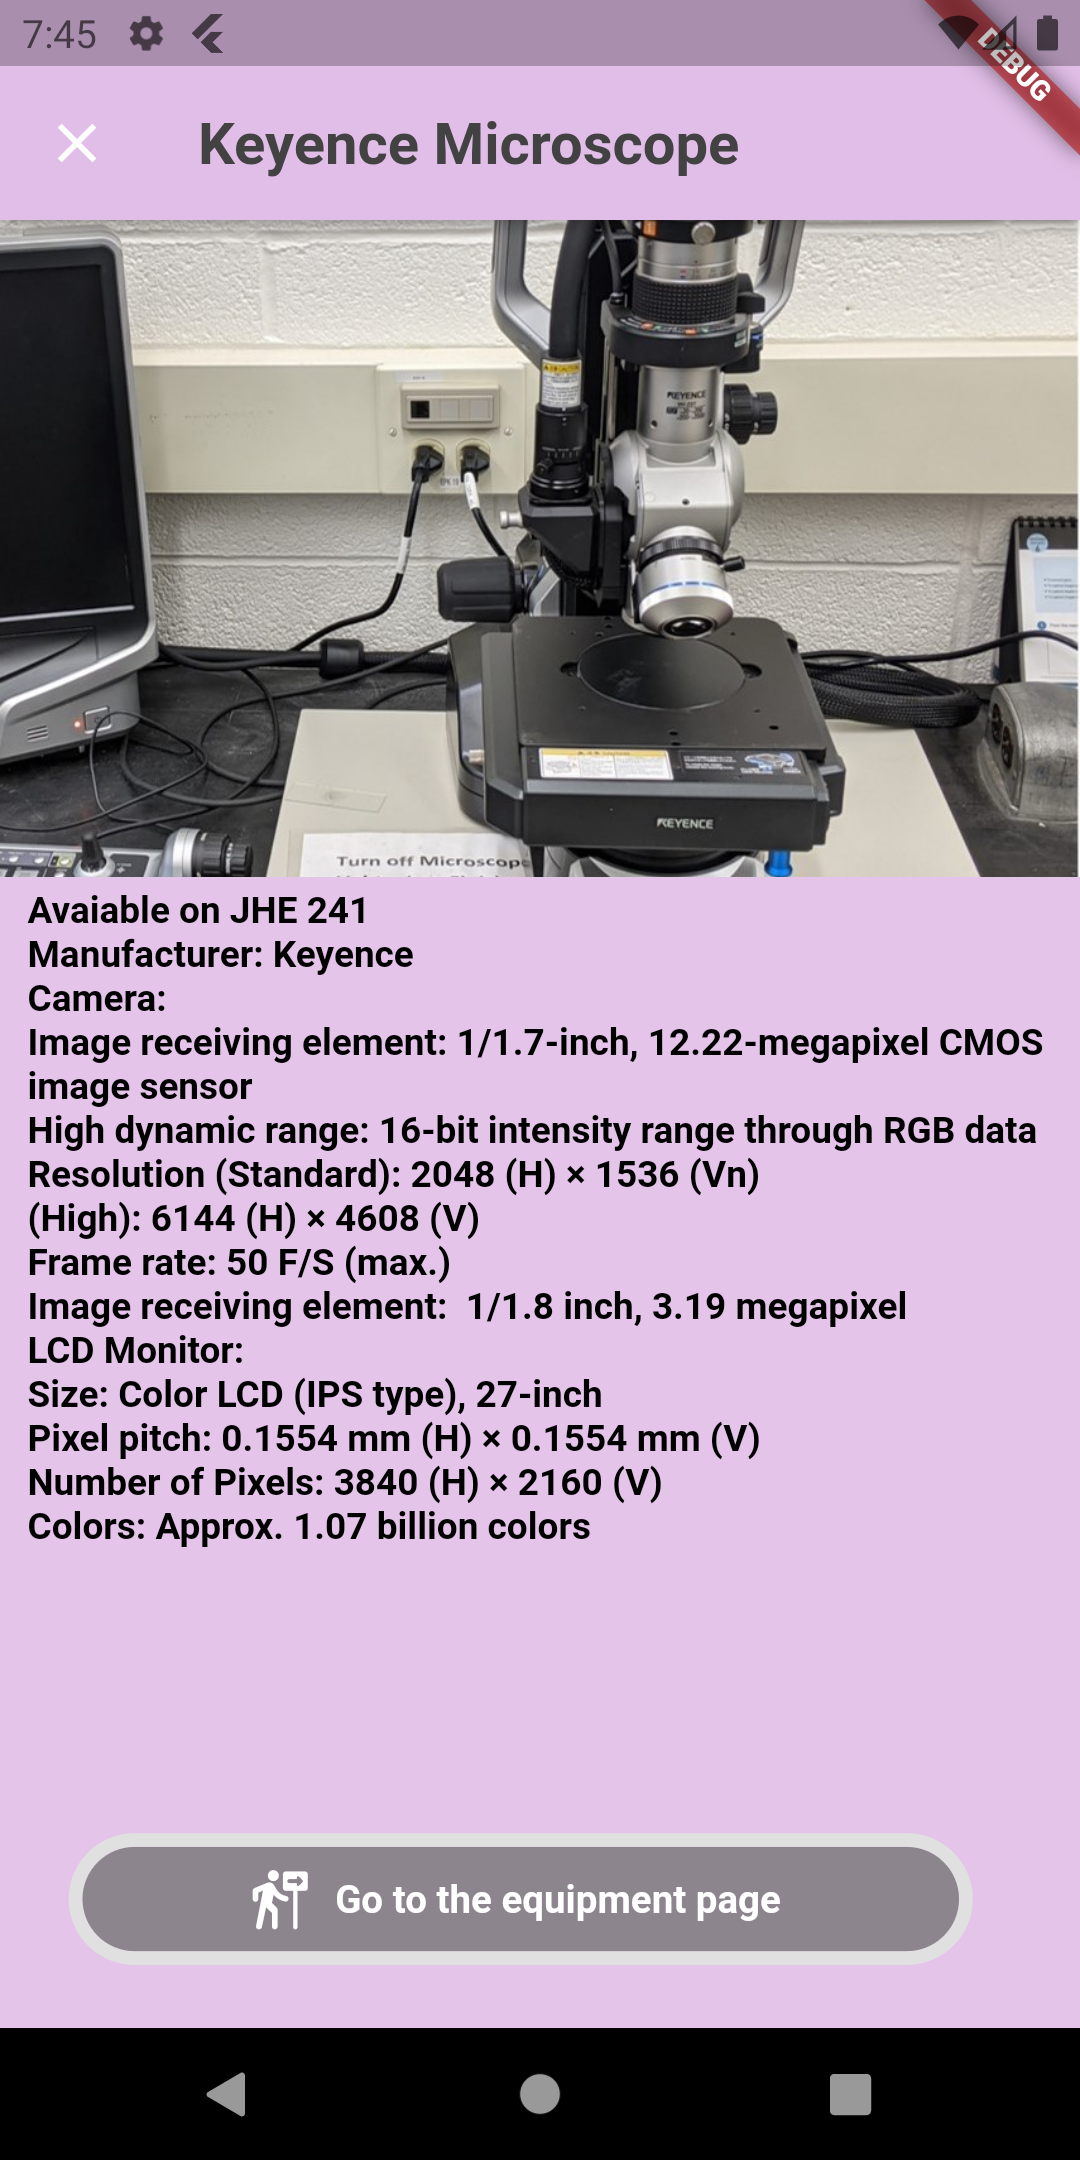 7:45
DEBUG
Keyence Microscope
KEYENCE
EPK 19
KEYENCE
Turn off Microscope
Avaiable on JHE 241
Manufacturer: Keyence
Camera:
Image receiving element: 1/1.7-inch, 12.22-megapixel CMOS
image sensor
High dynamic range: 16-bit intensity range through RGB data
Resolution (Standard): 2048 (H) × 1536 (Vn)
(High): 6144 (H) × 4608 (V)
Frame rate: 50 F/S (max.)
Image receiving element:  1/1.8 inch, 3.19 megapixel
LCD Monitor:
Size: Color LCD (IPS type), 27-inch
Pixel pitch: 0.1554 mm (H) × 0.1554 mm (V)
Number of Pixels: 3840 (H) × 2160 (V)
Colors: Approx. 1.07 billion colors
Go to the equipment page